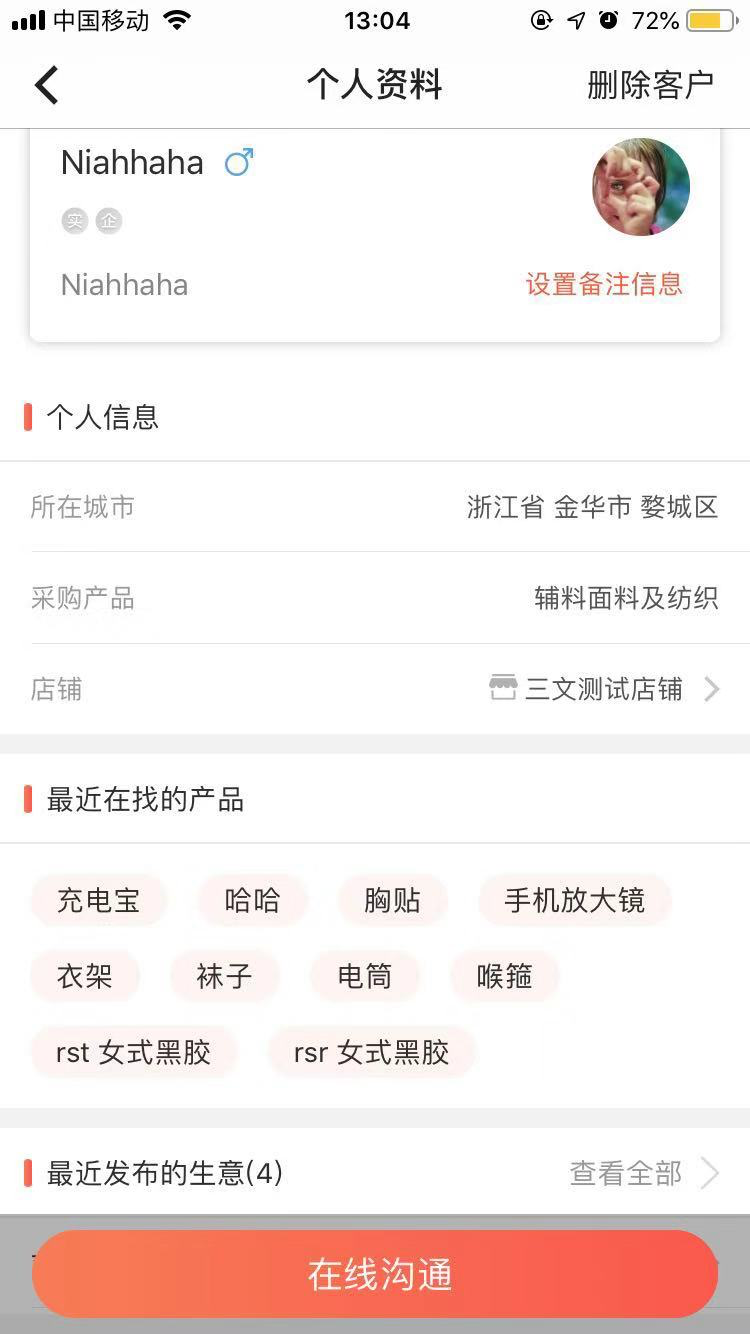 中国移动 13:04 72%
个人资料 删除客户
Niahhaha
实 企
Niahhaha 设置备注信息
个人信息
所在城市 浙江省 金华市 婺城区
采购产品 辅料面料及纺织
店铺 三文测试店铺
最近在找的产品
充电宝 哈哈 胸贴 手机放大镜
衣架 袜子 电筒 喉箍
rst 女式黑胶 rsr 女式黑胶
最近发布的生意(4) 查看全部
在线沟通